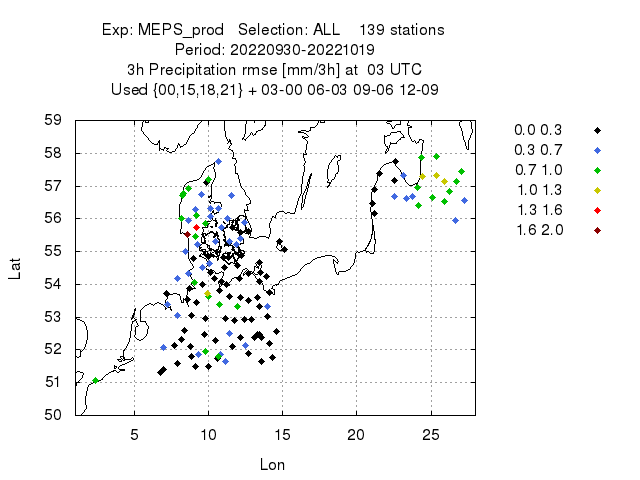 Exp: MEPS_prod   Selection: ALL    139 stations
Period: 20220930-20221019
3h Precipitation rmse [mm/3h] at  03 UTC
Used {00,15,18,21} + 03-00 06-03 09-06 12-09
59
58
57
56
55
54
53
52
51
50
Lat
5 10 15 20 25
Lon
0.0 0.3
0.3 0.7
0.7 1.0
1.0 1.3
1.3 1.6
1.6 2.0